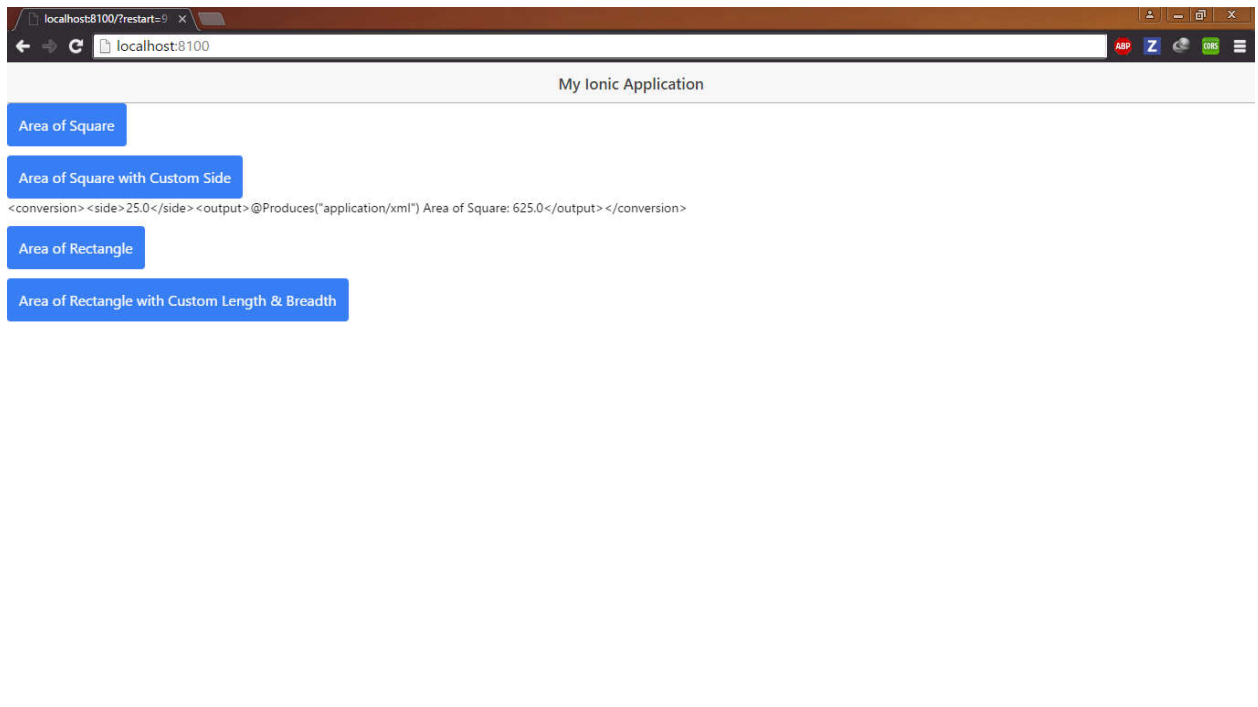 localhost:8100/?restart=9
localhost:8100
ABP Z CORS
My Ionic Application
Area of Square
Area of Square with Custom Side
<conversion><side>25.0</side><output>@Produces("application/xml") Area of Square: 625.0</output></conversion>
Area of Rectangle
Area of Rectangle with Custom Length & Breadth